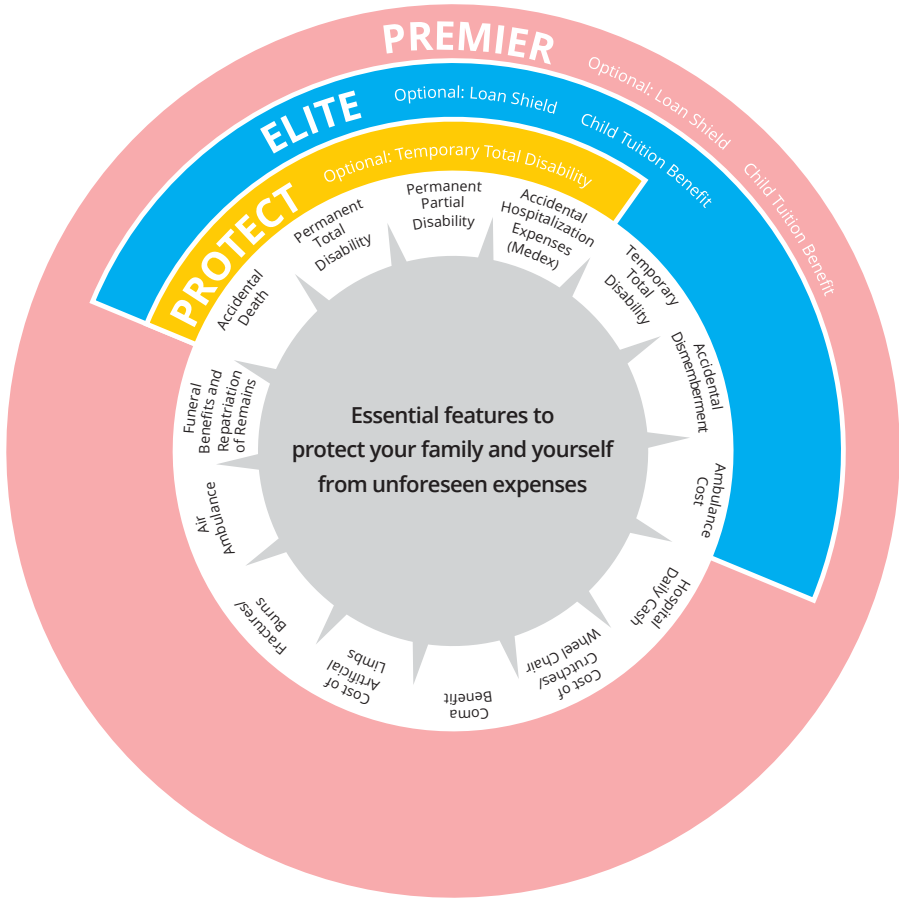 PREMIER
Optional: Loan Shield
Child Tuition Benefit
ELITE
Optional: Loan Shield
Child Tuition Benefit
PROTECT
Optional: Temporary Total Disability
Accidental
Death
Permanent
Total
Disability
Permanent
Partial
Disability
Accidental
Hospitalization
Expenses
(Medex)
Temporary
Total
Disability
Accidental
Dismemberment
Ambulance
Cost
Hospital
Daily Cash
Cost of
Crutches/
Wheel Chair
Coma
Benefit
Cost of
Artificial
Limbs
Fractures/
Burns
Air
Ambulance
Funeral
Benefits and
Repatriation
of Remains
Essential features to
protect your family and yourself
from unforeseen expenses